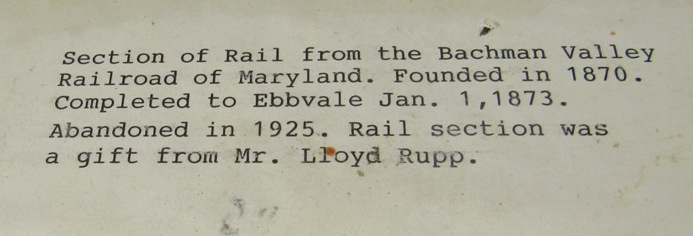 Section of Rail from the Bachman Valley
Railroad of Maryland. Founded in 1870.
Completed to Ebbvale Jan. 1,1873.
Abandoned in 1925. Rail section was
a gift from Mr. Lloyd Rupp.